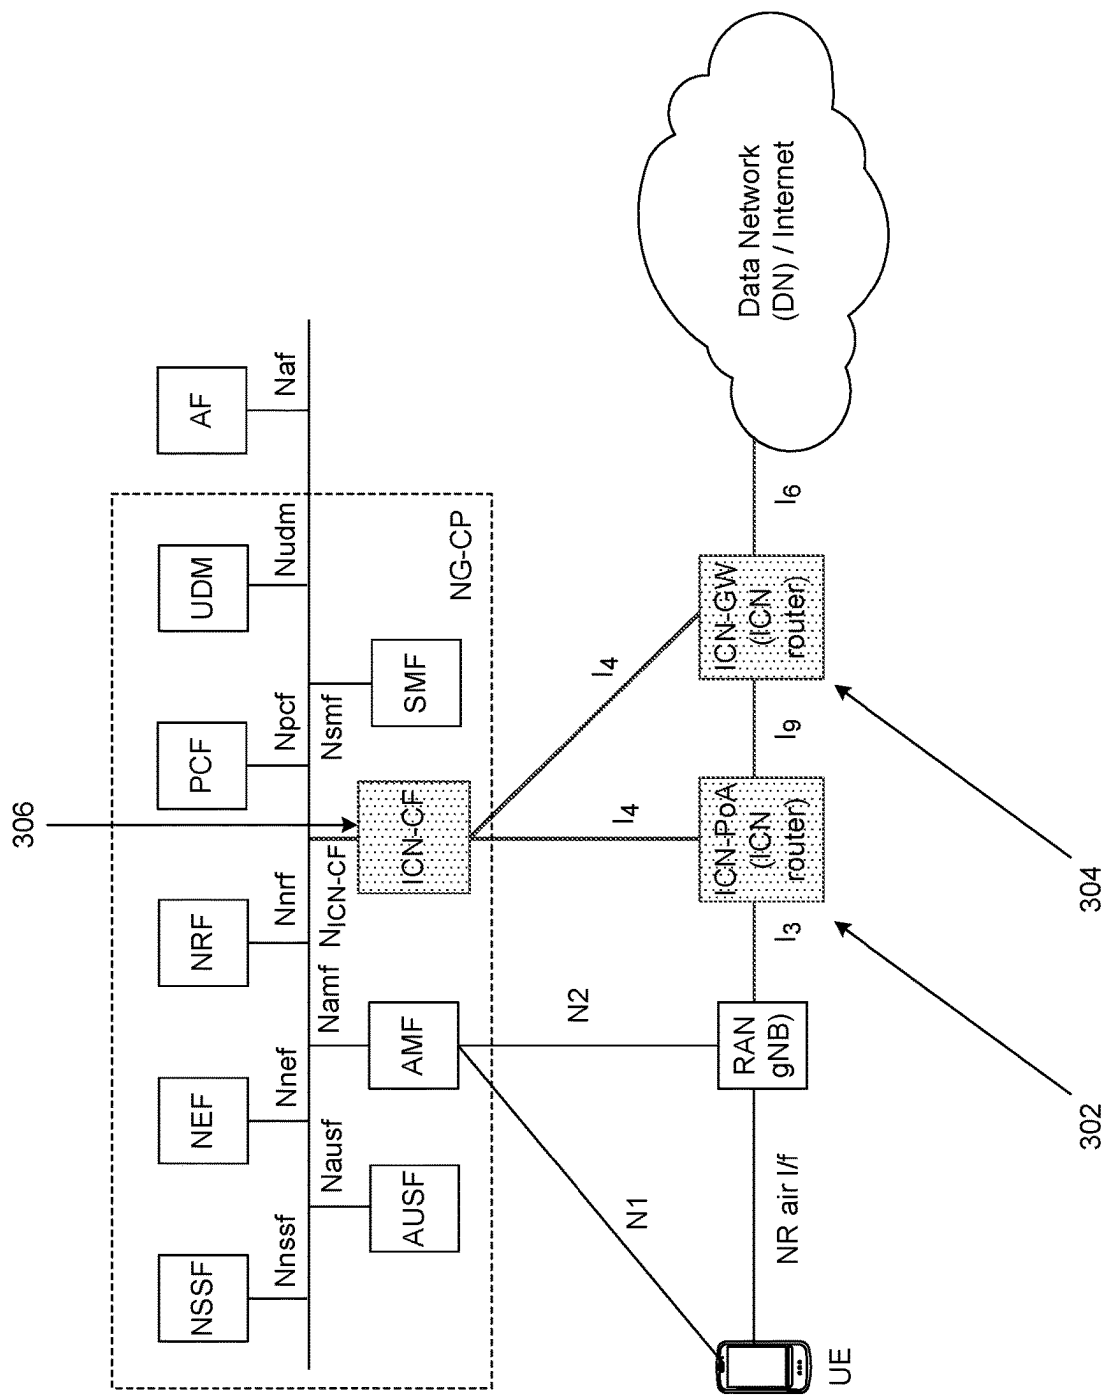 306
NSSF
NEF
NRF
PCF
UDM
AF
Nnssf
Nnef
Nnrf
Npcf
Nudm
Naf
Nausf
Namf
NICN-CF
Nsmf
AUSF
AMF
ICN-CF
SMF
NG-CP
N1
N2
I4
I4
UE
NR air I/f
RAN
gNB)
I3
ICN-PoA
(ICN
router)
I9
ICN-GW
(ICN
router)
I6
Data Network
(DN) / Internet
302
304